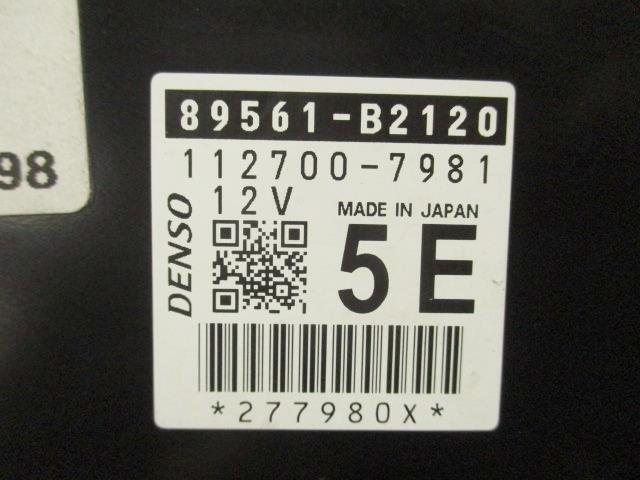 98
89561-B2120
112700-7981
12V
MADE IN JAPAN
DENSO
5E
*277980X*